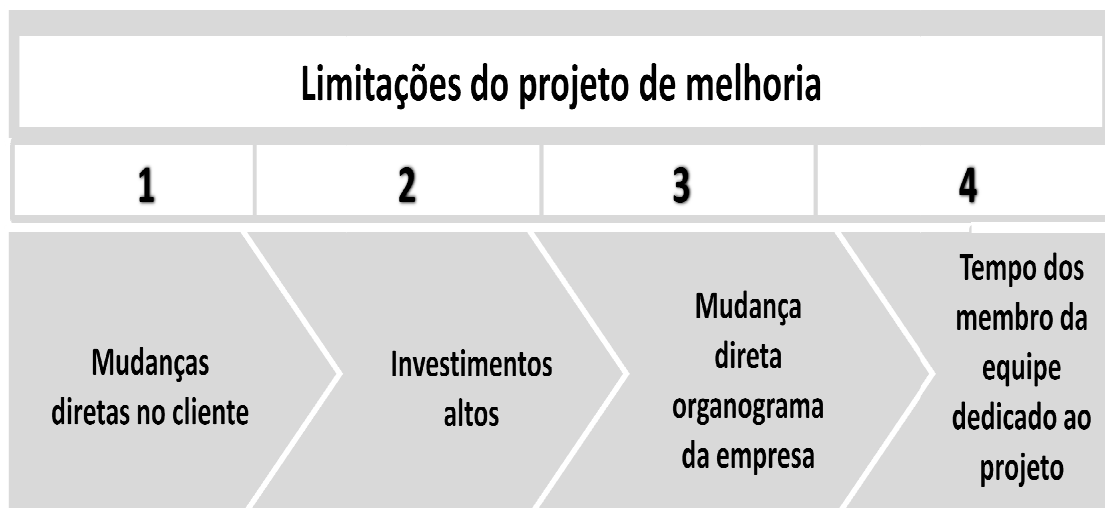 Limitações do projeto de melhoria
1
2
3
4
Mudanças
diretas no cliente
Investimentos
altos
Mudança
direta
organograma
da empresa
Tempo dos
membro da
equipe
dedicado ao
projeto